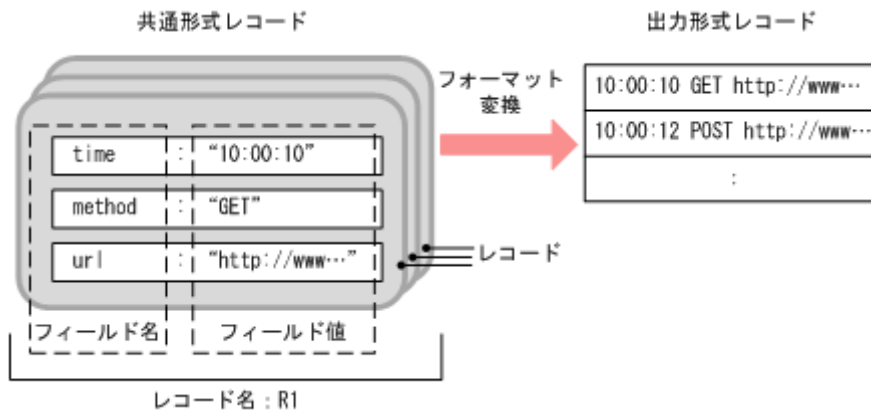 共通形式レコード
出力形式レコード
フォーマット
変換
10:00:10 GET http://www…
10:00:12 POST http://www…
:
time : “10:00:10”
method : “GET”
url : “http://www…”
レコード
フィールド名
フィールド値
レコード名:R1